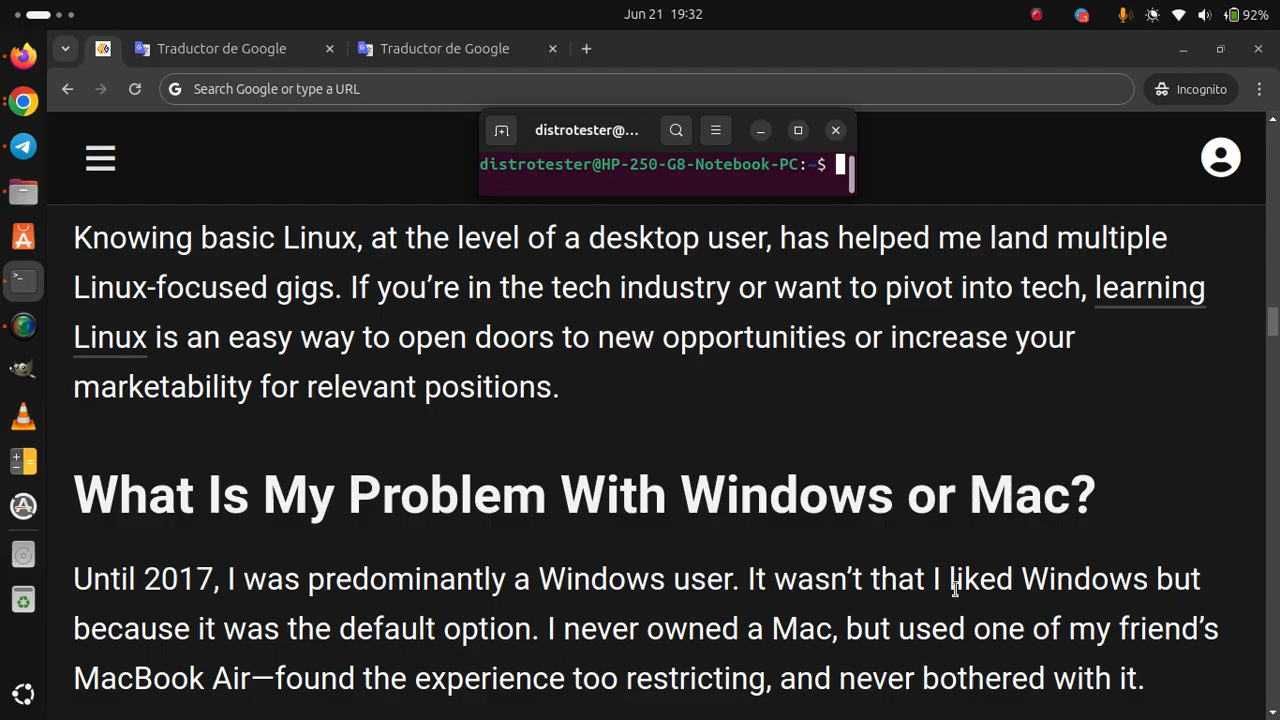 Jun 21 19:32
92%
Traductor de Google
Traductor de Google
Search Google or type a URL
Incognito
distrotester@...
distrotester@HP-250-G8-Notebook-PC:~$
Knowing basic Linux, at the level of a desktop user, has helped me land multiple
Linux-focused gigs. If you’re in the tech industry or want to pivot into tech, learning
Linux is an easy way to open doors to new opportunities or increase your
marketability for relevant positions.
What Is My Problem With Windows or Mac?
Until 2017, I was predominantly a Windows user. It wasn’t that I liked Windows but
because it was the default option. I never owned a Mac, but used one of my friend’s
MacBook Air—found the experience too restricting, and never bothered with it.